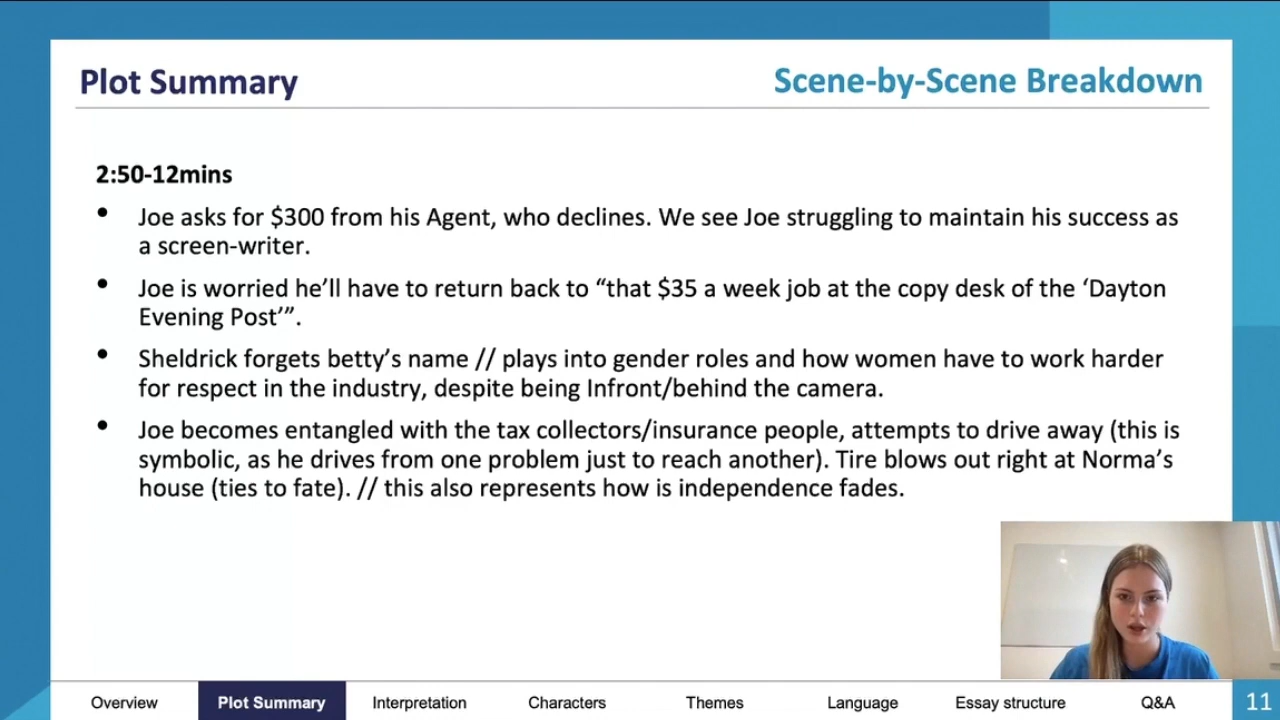 Plot Summary
Scene-by-Scene Breakdown
2:50-12mins
• Joe asks for $300 from his Agent, who declines. We see Joe struggling to maintain his success as
a screen-writer.
• Joe is worried he’ll have to return back to “that $35 a week job at the copy desk of the ‘Dayton
Evening Post’”.
• Sheldrick forgets betty’s name // plays into gender roles and how women have to work harder
for respect in the industry, despite being Infront/behind the camera.
• Joe becomes entangled with the tax collectors/insurance people, attempts to drive away (this is
symbolic, as he drives from one problem just to reach another). Tire blows out right at Norma’s
house (ties to fate). // this also represents how is independence fades.
Overview
Plot Summary
Interpretation
Characters
Themes
Language
Essay structure
Q&A
11